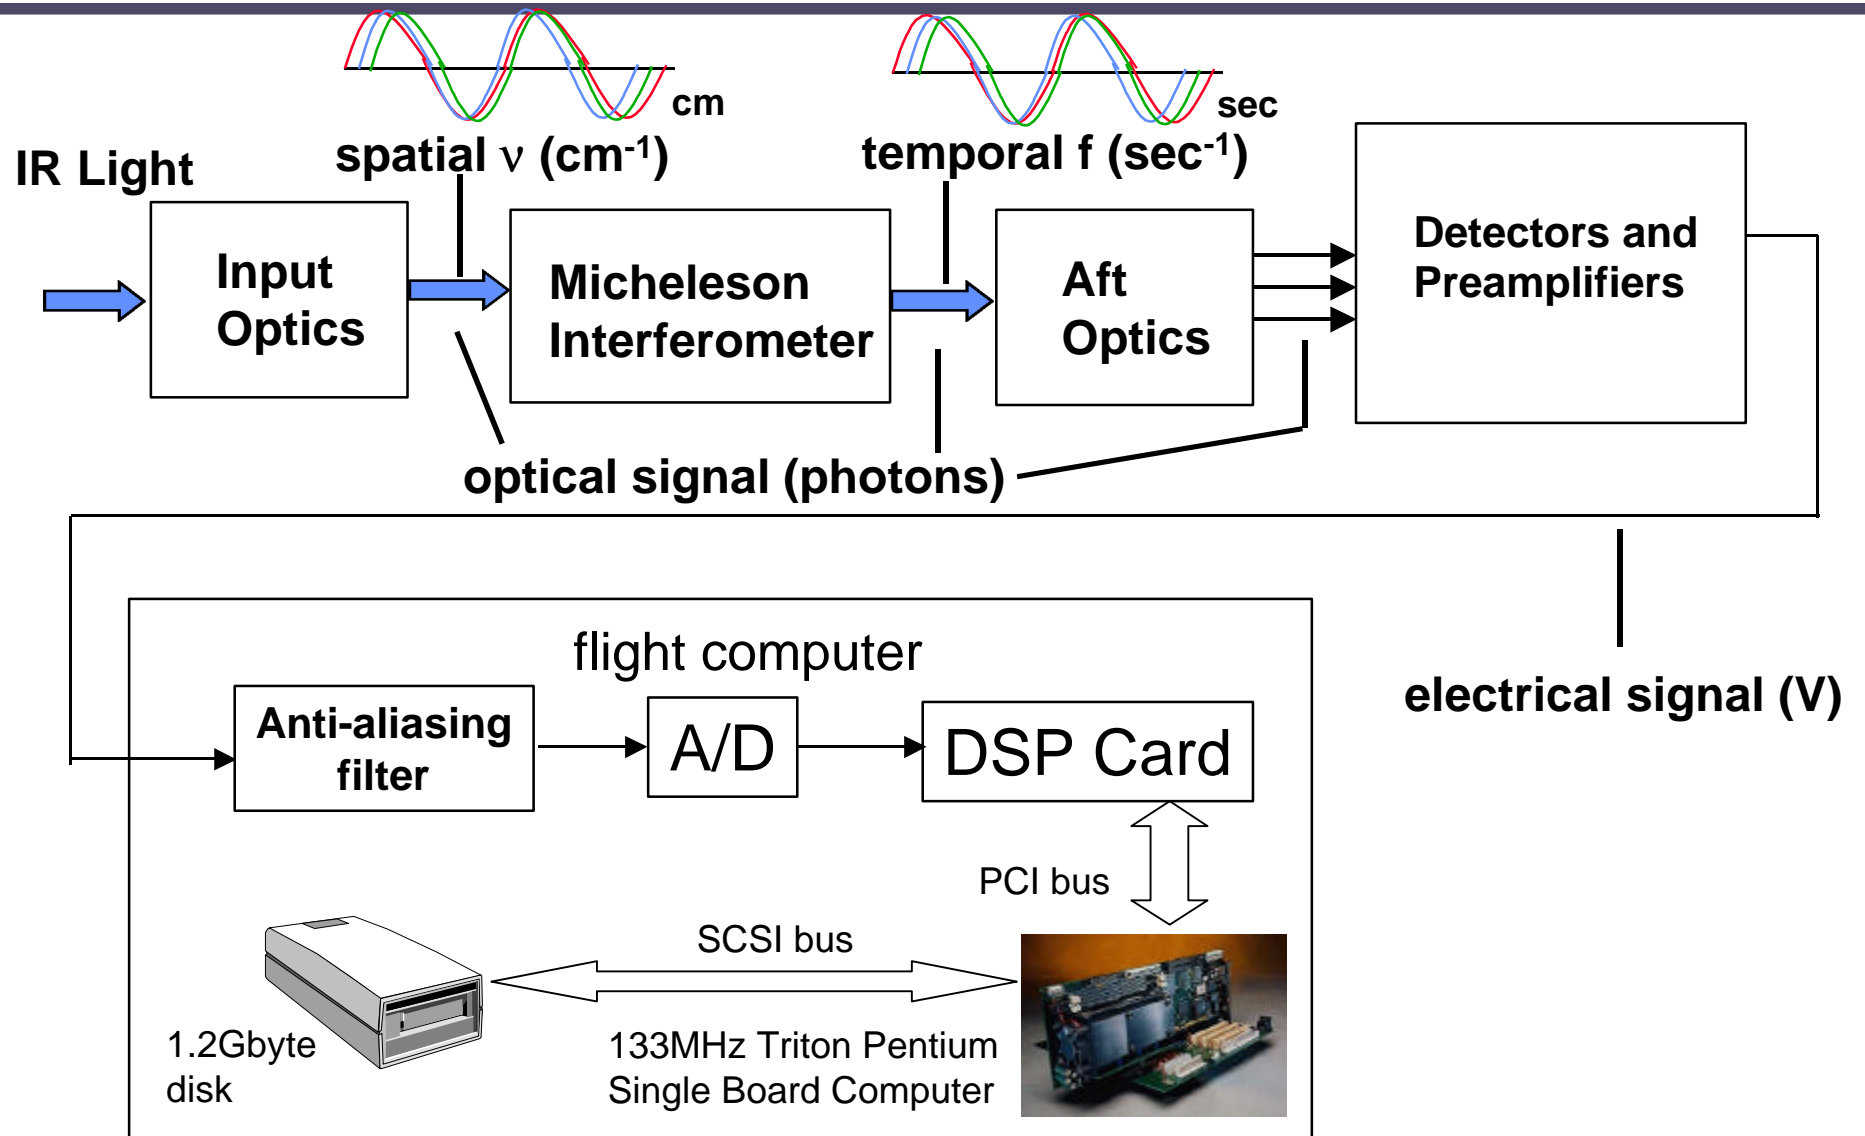 cm
sec
spatial ν (cm-1)
temporal f (sec-1)
IR Light
Input
Optics
Micheleson
Interferometer
Aft
Optics
Detectors and
Preamplifiers
optical signal (photons)
electrical signal (V)
flight computer
Anti-aliasing
filter
A/D
DSP Card
PCI bus
SCSI bus
1.2Gbyte
disk
133MHz Triton Pentium
Single Board Computer